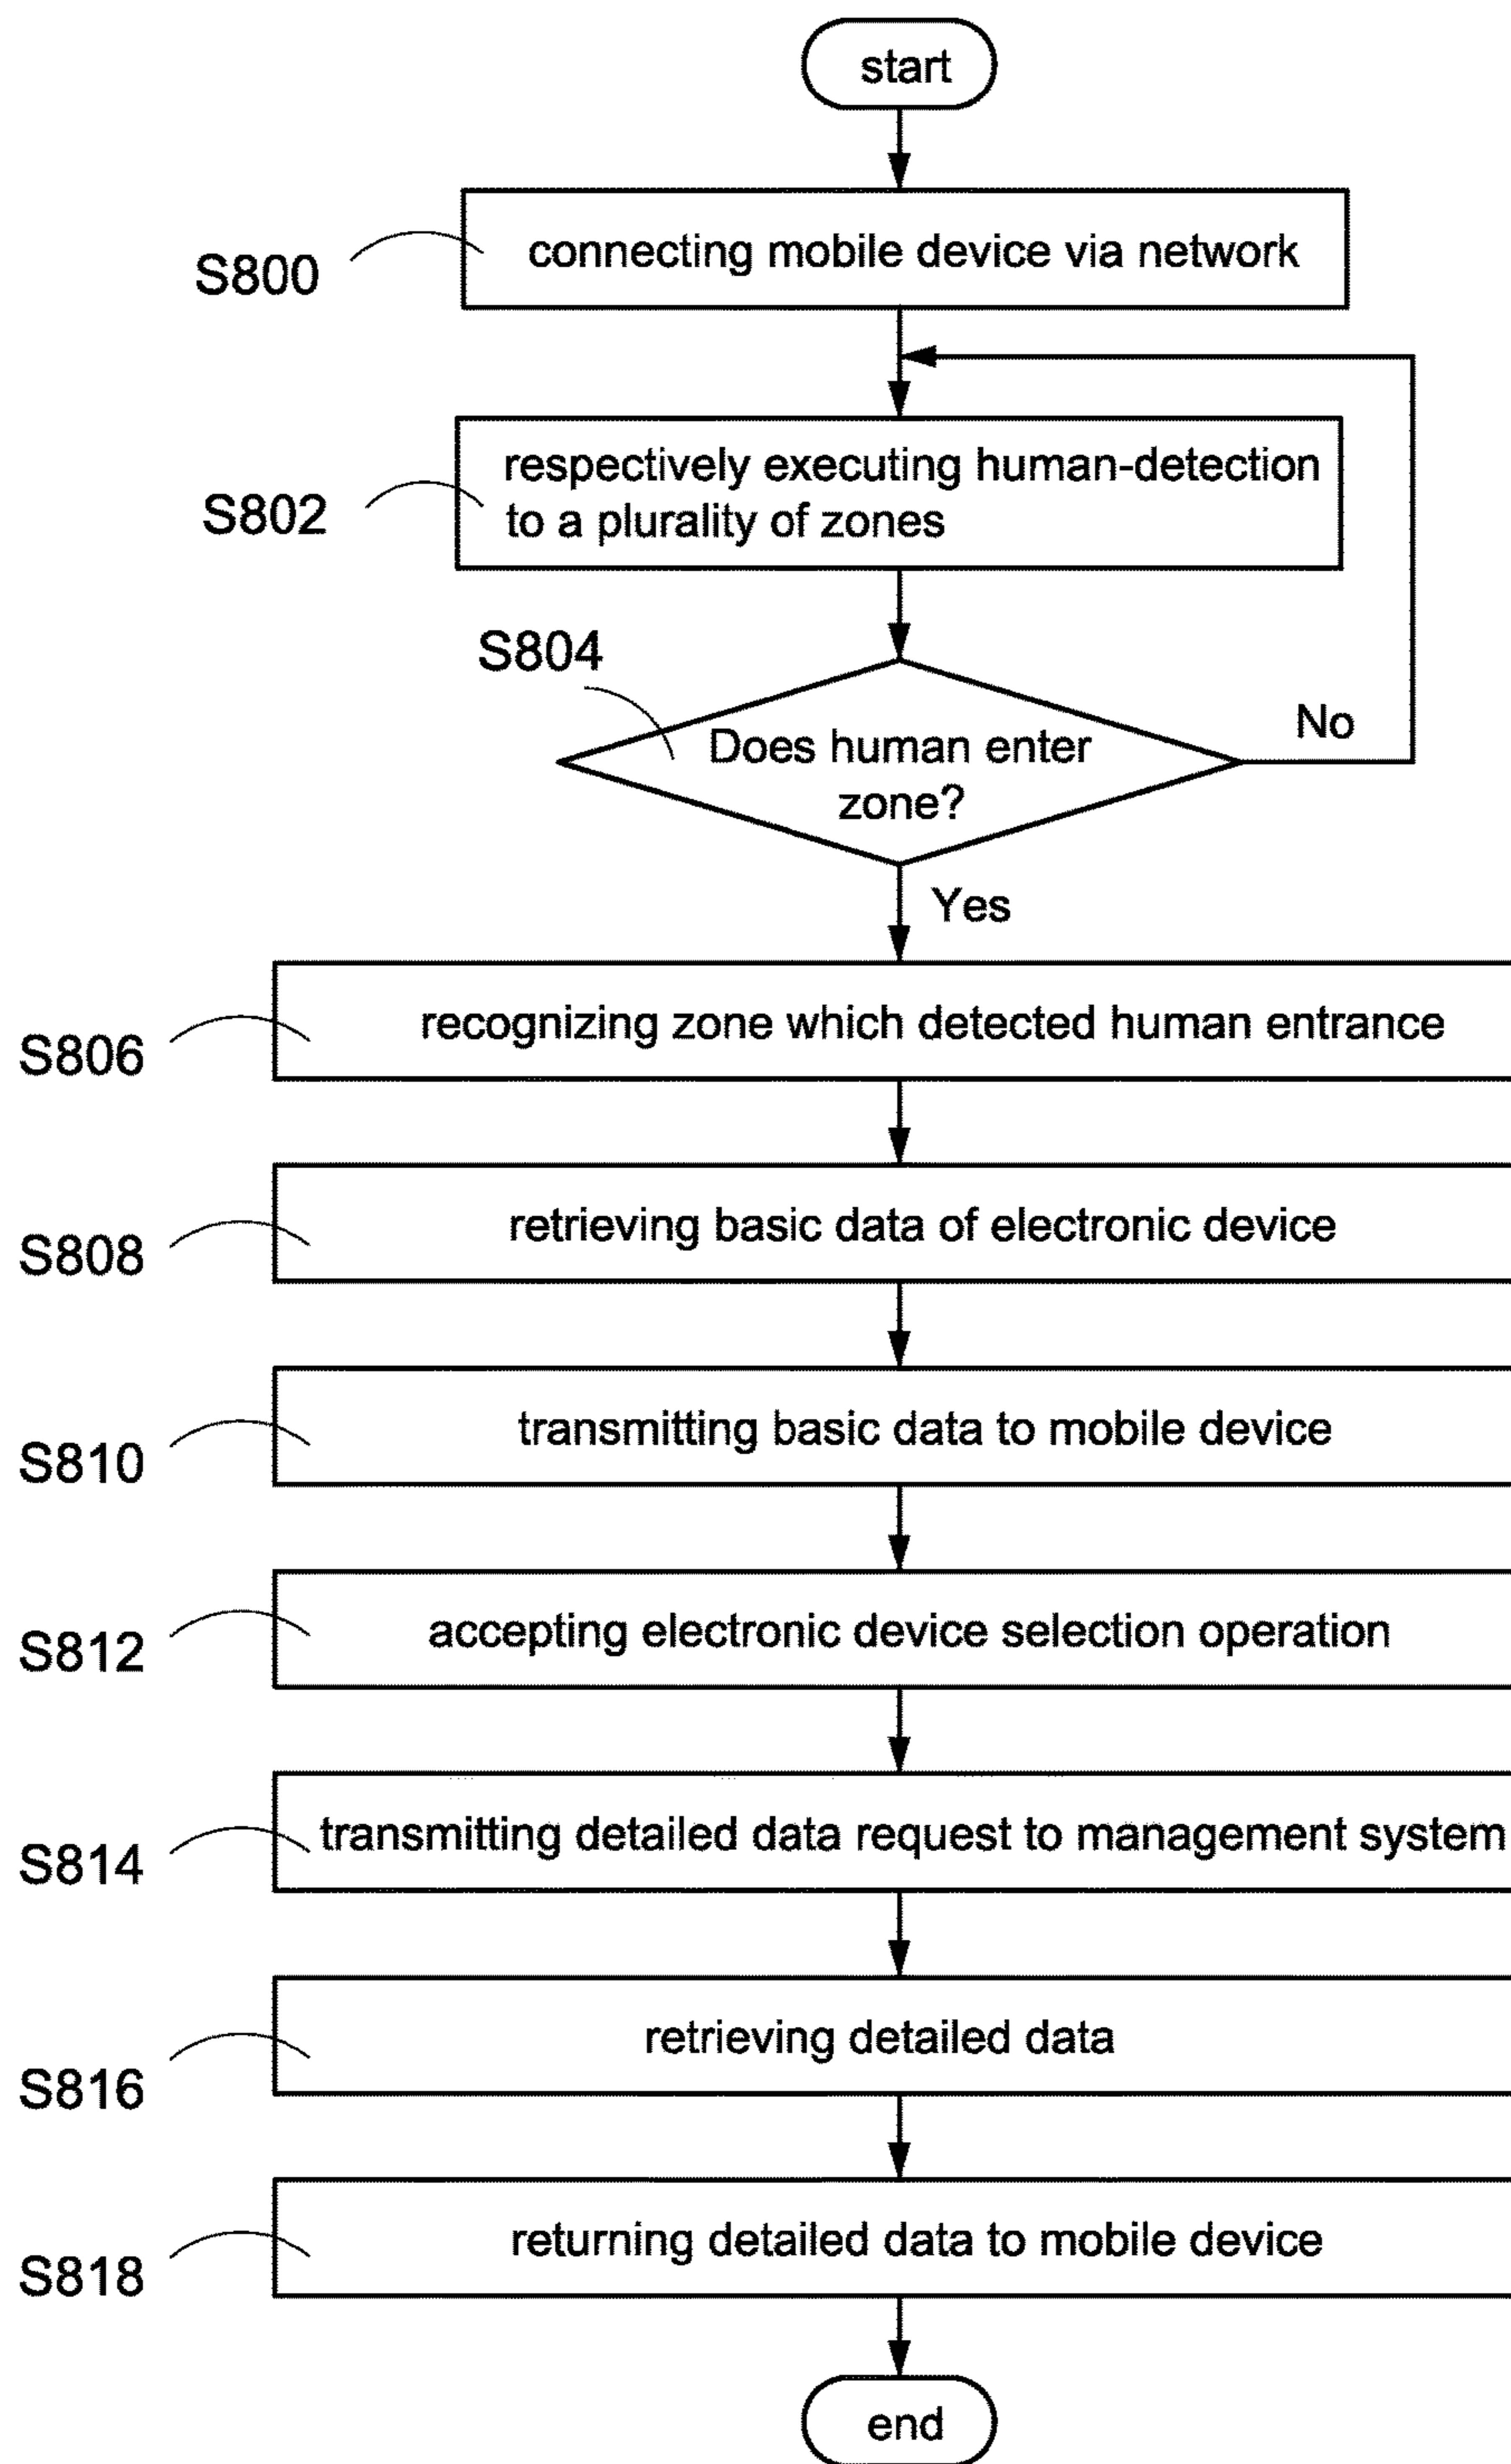 start
S800
connecting mobile device via network
S802
respectively executing human-detection
to a plurality of zones
S804
Does human enter
zone?
No
Yes
S806
recognizing zone which detected human entrance
S808
retrieving basic data of electronic device
S810
transmitting basic data to mobile device
S812
accepting electronic device selection operation
S814
transmitting detailed data request to management system
S816
retrieving detailed data
S818
returning detailed data to mobile device
end